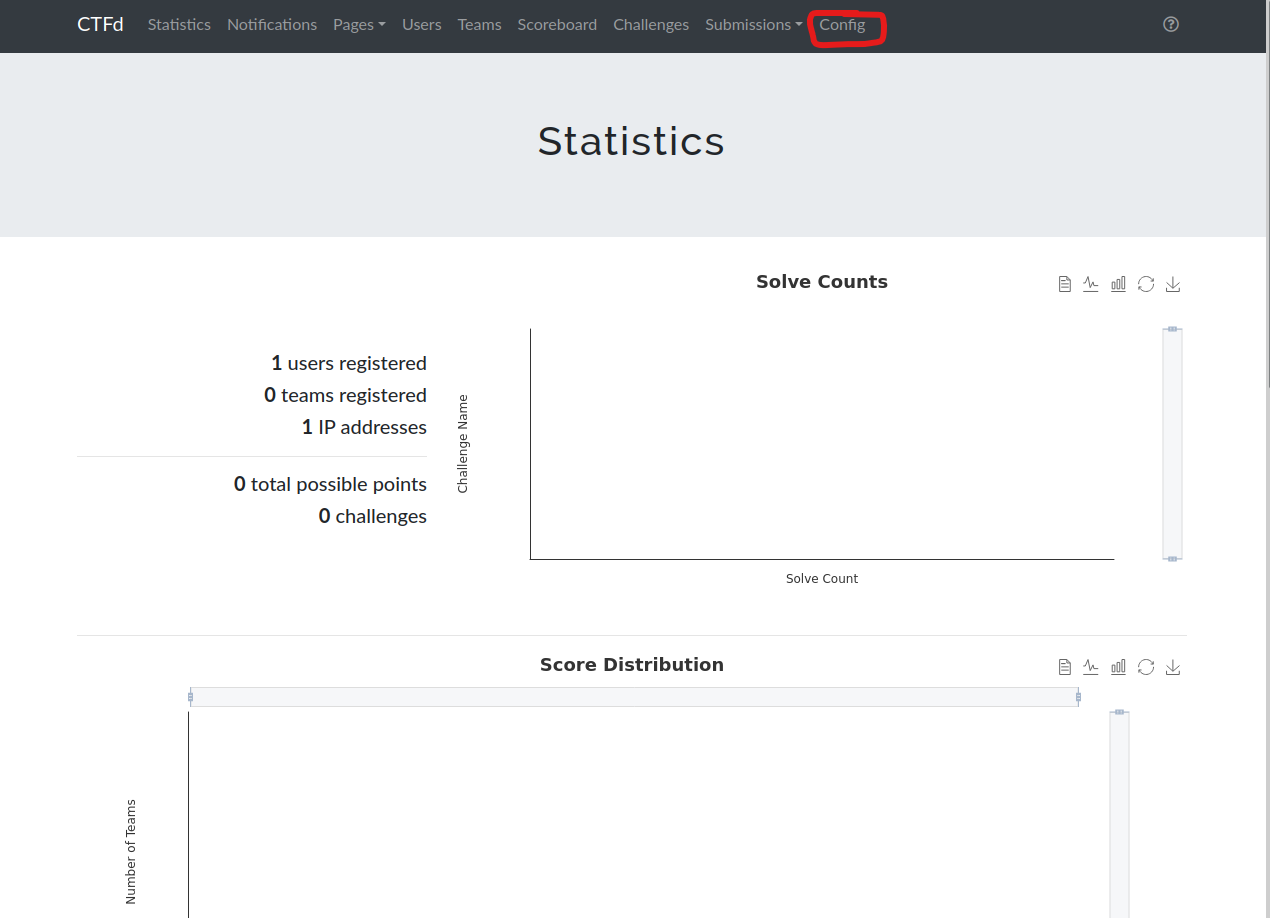 CTFd Statistics Notifications Pages Users Teams Scoreboard Challenges Submissions Config
Statistics
Solve Counts
1 users registered
0 teams registered
1 IP addresses
0 total possible points
0 challenges
Challenge Name
Solve Count
Score Distribution
Number of Teams